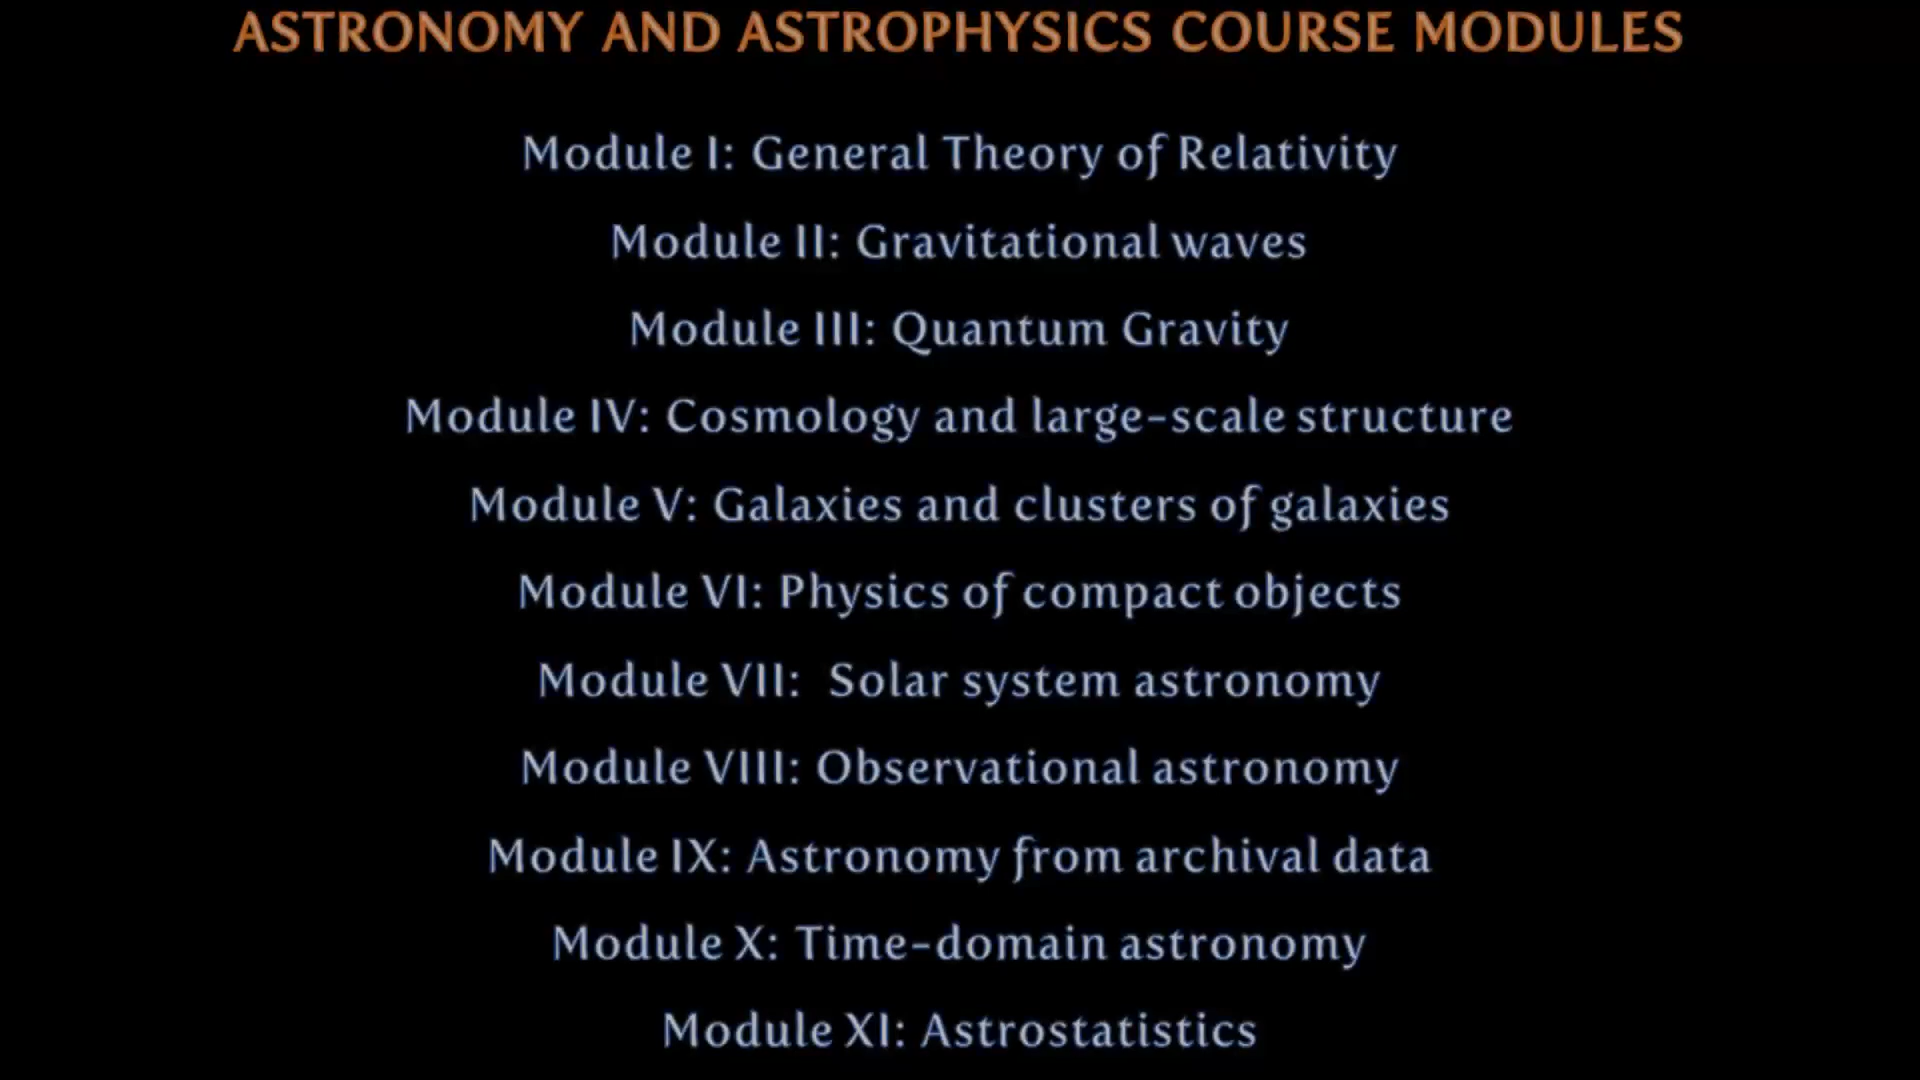 ASTRONOMY AND ASTROPHYSICS COURSE MODULES
Module I: General Theory of Relativity
Module II: Gravitational waves
Module III: Quantum Gravity
Module IV: Cosmology and large-scale structure
Module V: Galaxies and clusters of galaxies
Module VI: Physics of compact objects
Module VII: Solar system astronomy
Module VIII: Observational astronomy
Module IX: Astronomy from archival data
Module X: Time-domain astronomy
Module XI: Astrostatistics